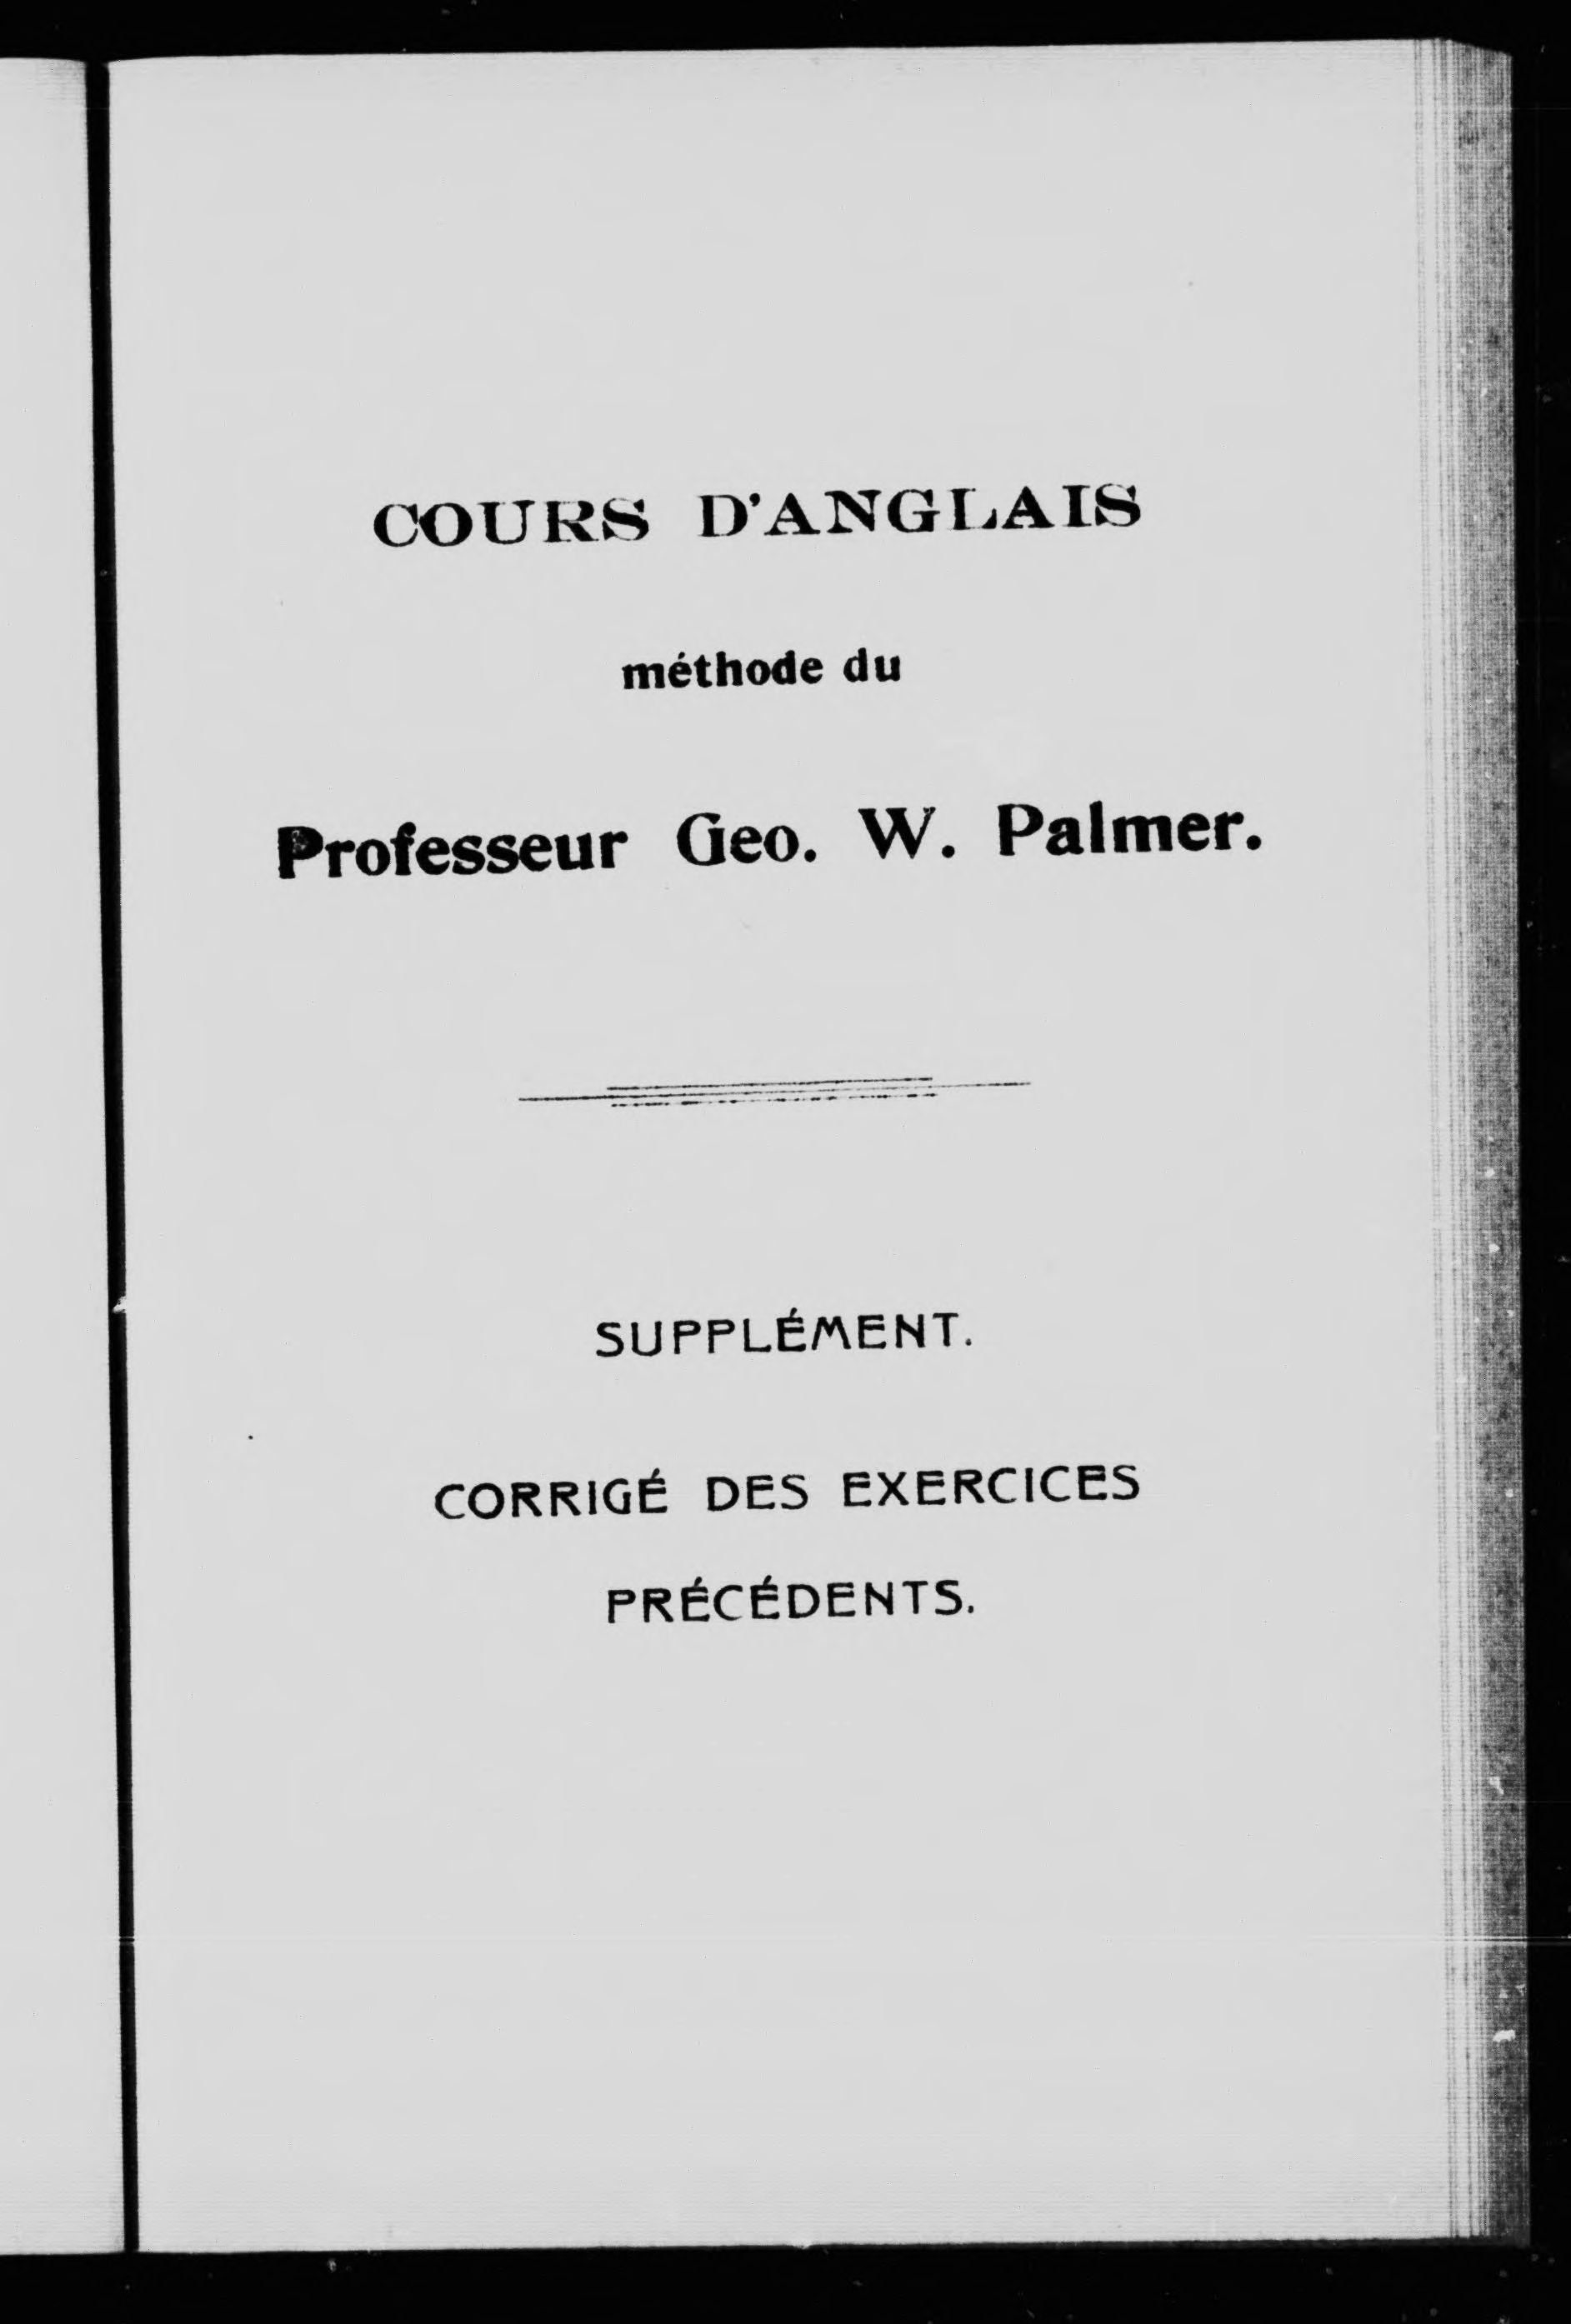 COURS D'ANGLAIS
méthode du
Professeur Geo. W. Palmer.
SUPPLÉMENT.
CORRIGÉ DES EXERCICES
PRÉCÉDENTS.